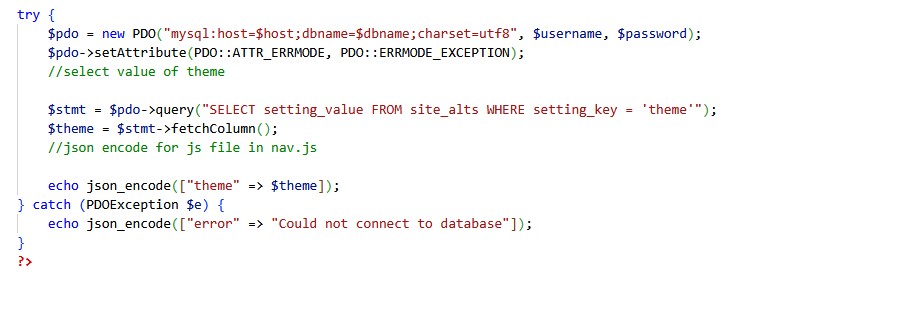 try {
$pdo = new PDO("mysql:host=$host;dbname=$dbname;charset=utf8", $username, $password);
$pdo->setAttribute(PDO::ATTR_ERRMODE, PDO::ERRMODE_EXCEPTION);
//select value of theme
$stmt = $pdo->query("SELECT setting_value FROM site_alts WHERE setting_key = 'theme'");
$theme = $stmt->fetchColumn();
//json encode for js file in nav.js
echo json_encode(["theme" => $theme]);
} catch (PDOException $e) {
echo json_encode(["error" => "Could not connect to database"]);
}
?>